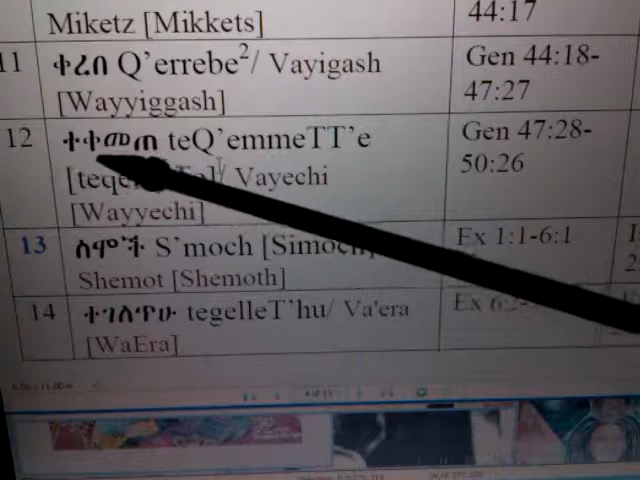 Miketz [Mikkets]
44:17
11
ቀረበ Q'errebe2/ Vayigash
[Wayyiggash]
Gen 44:18-
47:27
12
ተቀመጠ teQ'emmeTT'e
Vayechi
[Wayyechi]
Gen 47:28-
50:26
13
ስሞች S'moch [Simoch]
Shemot [Shemoth]
Ex 1:1-6:1
14
ተገለጥሁ tegelleT'hu/ Va'era
[WaEra]
Ex